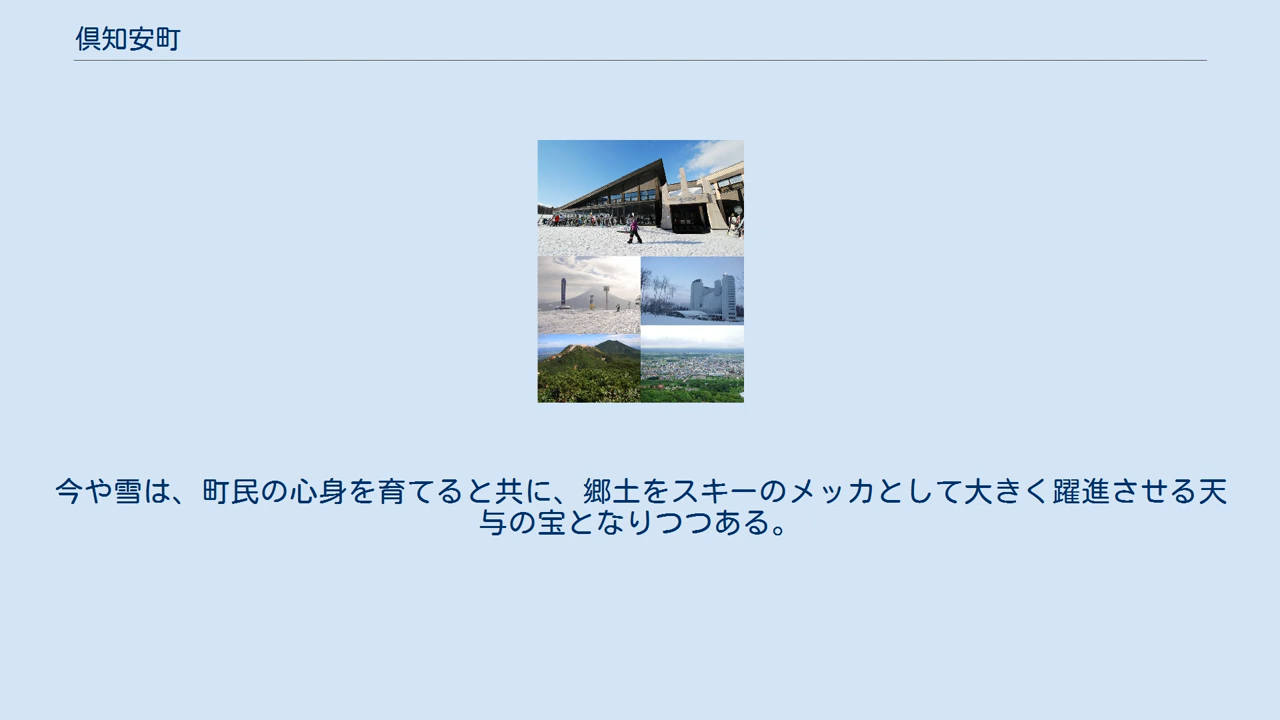 倶知安町
今や雪は、町民の心身を育てると共に、郷土をスキーのメッカとして大きく躍進させる天
与の宝となりつつある。